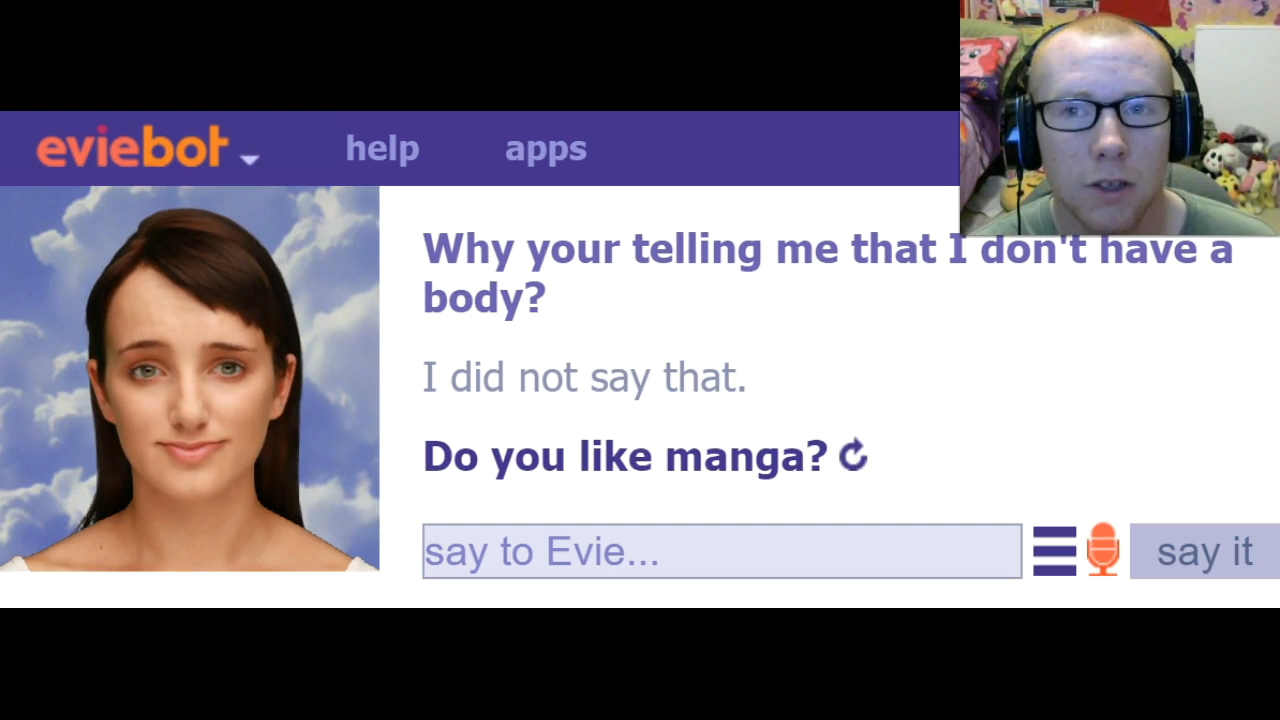 eviebot
help
apps
Why your telling me that I don't have a
body?
I did not say that.
Do you like manga?
say to Evie...
say it